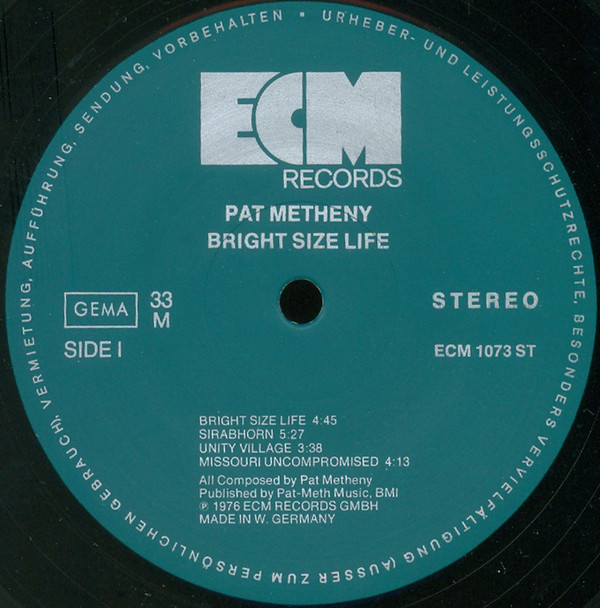 URHEBER- UND LEISTUNGSSCHUTZRECHTE, BESONDERS VERVIELFÄLTIGUNG (AUSSER ZUM PERSÖNLICHEN GEBRAUCH), VERMIETUNG, AUFFÜHRUNG, SENDUNG, VORBEHALTEN •
ECM
RECORDS
PAT METHENY
BRIGHT SIZE LIFE
GEMA
33
M
STEREO
SIDE I
ECM 1073 ST
BRIGHT SIZE LIFE 4:45
SIRABHORN 5:27
UNITY VILLAGE 3:38
MISSOURI UNCOMPROMISED 4:13
All Composed by Pat Metheny
Published by Pat-Meth Music, BMI
℗ 1976 ECM RECORDS GMBH
MADE IN W. GERMANY